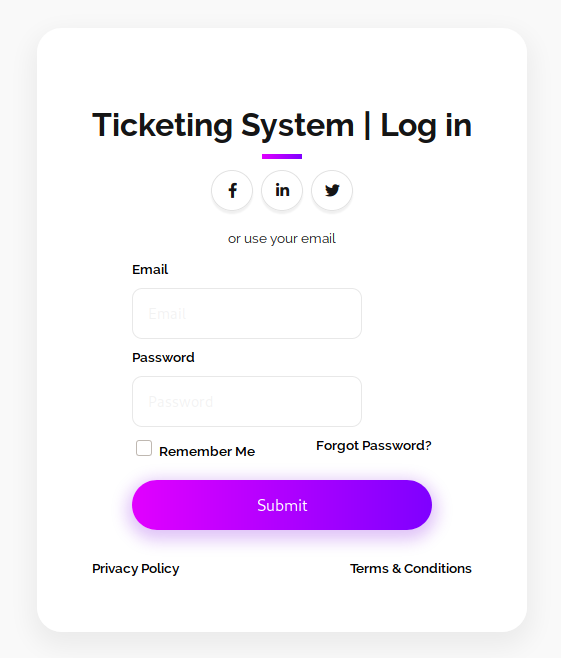 Ticketing System | Log in
or use your email
Email
Email
Password
Password
Remember Me
Forgot Password?
Submit
Privacy Policy
Terms & Conditions